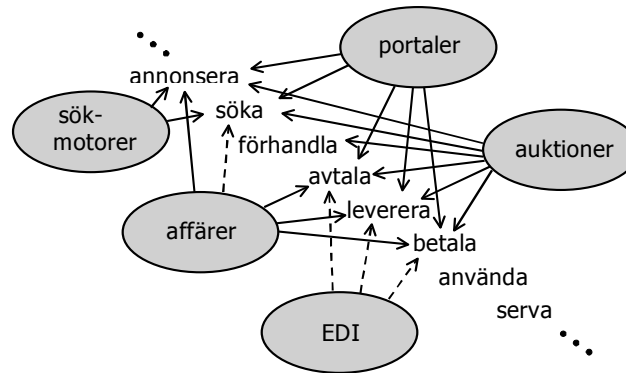 portaler
annonsera
sök-
motorer
söka
förhandla
auktioner
avtala
leverera
affärer
betala
använda
serva
EDI